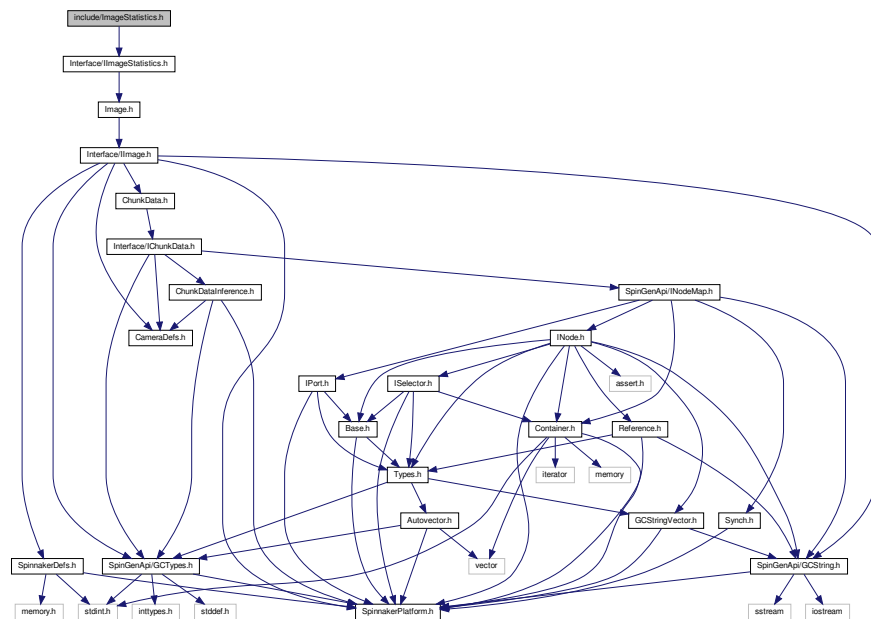 include/ImageStatistics.h
Interface/IImageStatistics.h
Image.h
Interface/IImage.h
ChunkData.h
Interface/IChunkData.h
ChunkDataInference.h
SpinGenApi/INodeMap.h
CameraDefs.h
INode.h
IPort.h
ISelector.h
assert.h
Base.h
Container.h
Reference.h
Types.h
iterator
memory
Autovector.h
GCStringVector.h
Synch.h
SpinnakerDefs.h
SpinGenApi/GCTypes.h
vector
SpinGenApi/GCString.h
memory.h
stdint.h
inttypes.h
stddef.h
SpinnakerPlatform.h
sstream
iostream